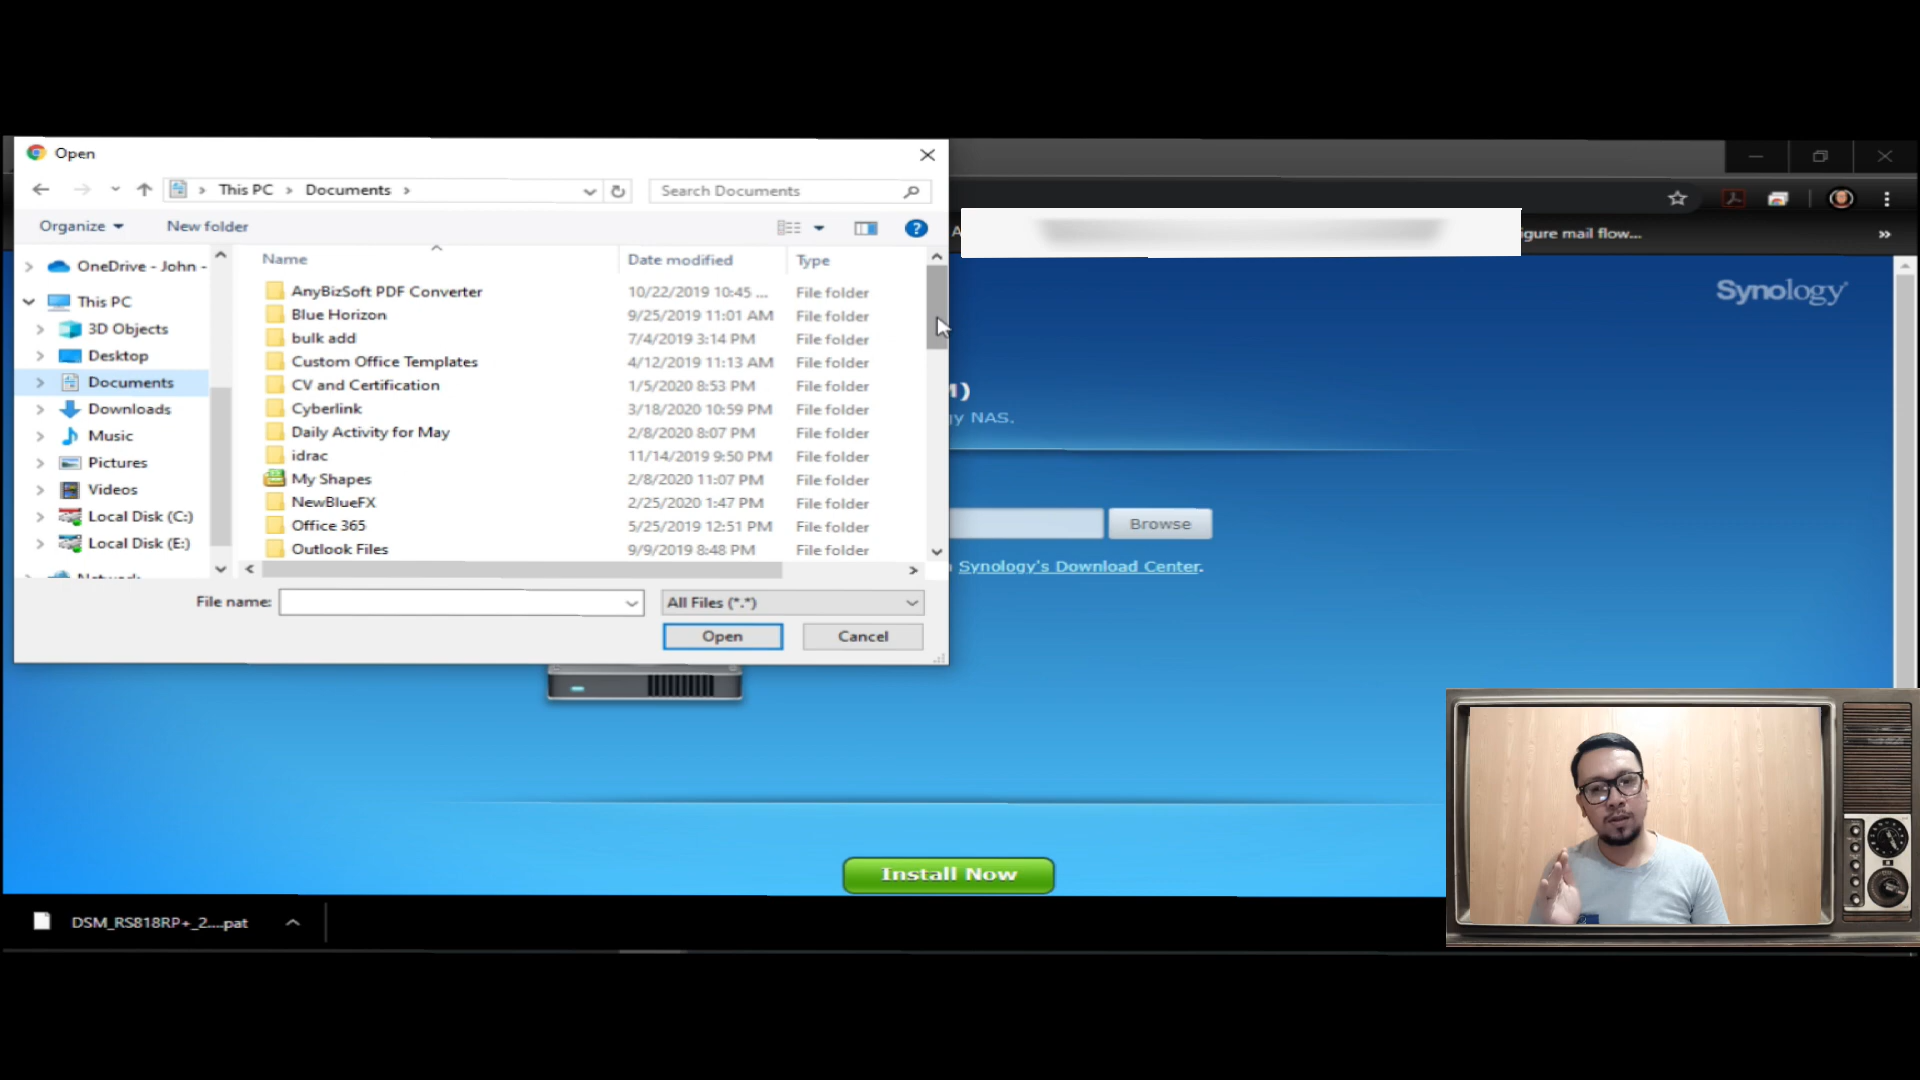 Open
This PC > Documents >
Search Documents
Organize
New folder
Name
Date modified
Type
OneDrive - John -
This PC
3D Objects
Desktop
Documents
Downloads
Music
Pictures
Videos
Local Disk (C:)
Local Disk (E:)
Network
AnyBizSoft PDF Converter 10/22/2019 10:45 ... File folder
Blue Horizon 9/25/2019 11:01 AM File folder
bulk add 7/4/2019 3:14 PM File folder
Custom Office Templates 4/12/2019 11:13 AM File folder
CV and Certification 1/5/2020 8:53 PM File folder
Cyberlink 3/18/2020 10:59 PM File folder
Daily Activity for May 2/8/2020 8:07 PM File folder
idrac 11/14/2019 9:50 PM File folder
My Shapes 2/8/2020 11:07 PM File folder
NewBlueFX 2/25/2020 1:47 PM File folder
Office 365 5/25/2019 12:51 PM File folder
Outlook Files 9/9/2019 8:48 PM File folder
File name:
All Files (*.*)
Open
Cancel
A
igure mail flow...
»
Synology
)
y NAS.
Browse
Synology's Download Center.
Install Now
DSM_RS818RP+_2....pat